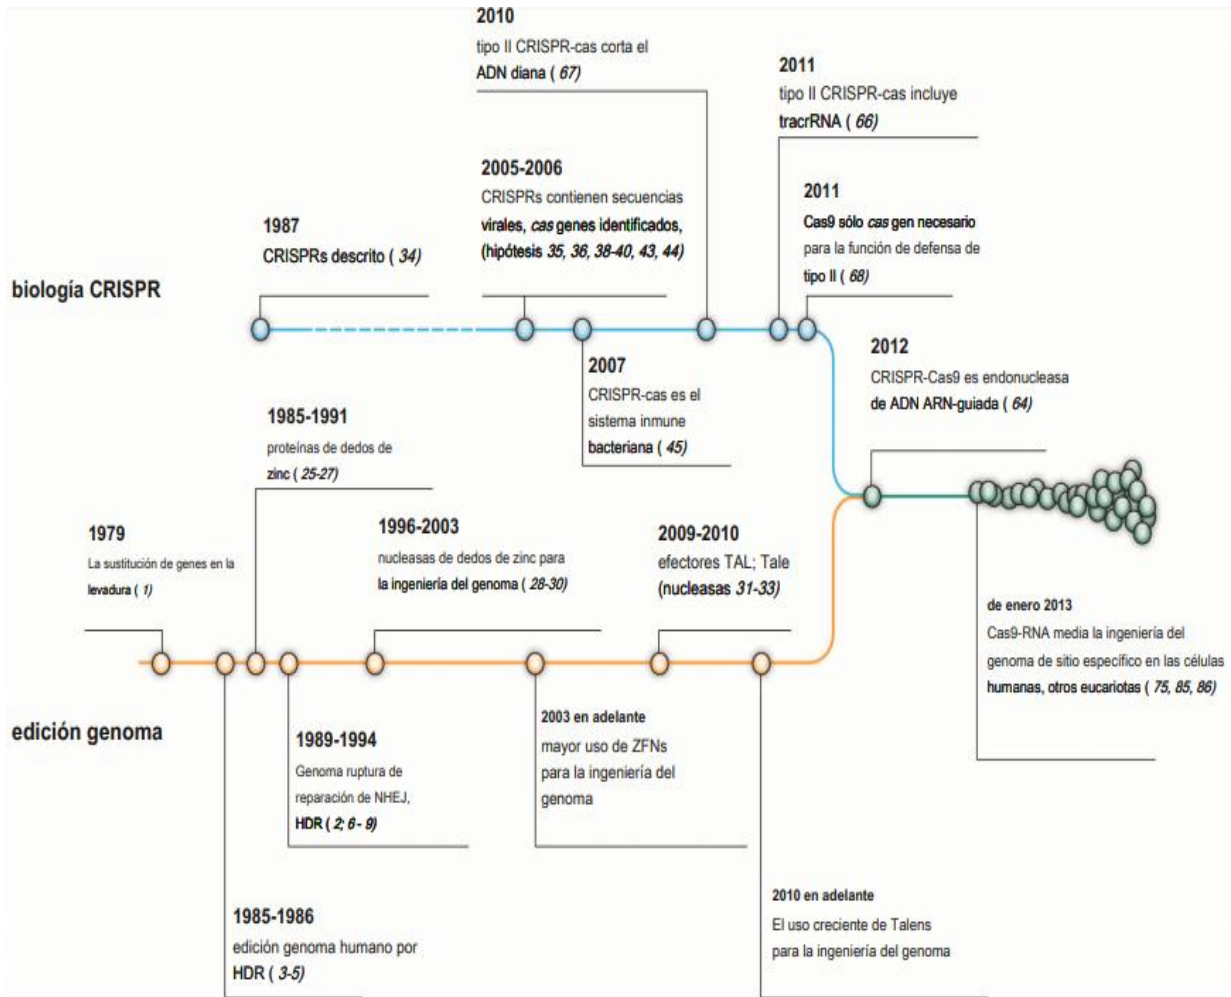 2010
tipo II CRISPR-cas corta el
ADN diana ( 67)
2011
tipo II CRISPR-cas incluye
tracrRNA ( 66)
2005-2006
CRISPRs contienen secuencias
virales, cas genes identificados,
(hipótesis 35, 36, 38-40, 43, 44)
2011
Cas9 sólo cas gen necesario
para la función de defensa de
tipo II ( 68)
1987
CRISPRs descrito ( 34)
biología CRISPR
2012
CRISPR-Cas9 es endonucleasa
de ADN ARN-guiada ( 64)
2007
CRISPR-cas es el
sistema inmune
bacteriana ( 45)
1985-1991
proteínas de dedos de
zinc ( 25-27)
1979
La sustitución de genes en la
levadura ( 1)
1996-2003
nucleasas de dedos de zinc para
la ingeniería del genoma ( 28-30)
2009-2010
efectores TAL; Tale
(nucleasas 31-33)
de enero 2013
Cas9-RNA media la ingeniería del
genoma de sitio específico en las células
humanas, otros eucariotas ( 75, 85, 86)
edición genoma
1989-1994
Genoma ruptura de
reparación de NHEJ,
HDR ( 2; 6 - 9)
2003 en adelante
mayor uso de ZFNs
para la ingeniería del
genoma
1985-1986
edición genoma humano por
HDR ( 3-5)
2010 en adelante
El uso creciente de Talens
para la ingeniería del genoma